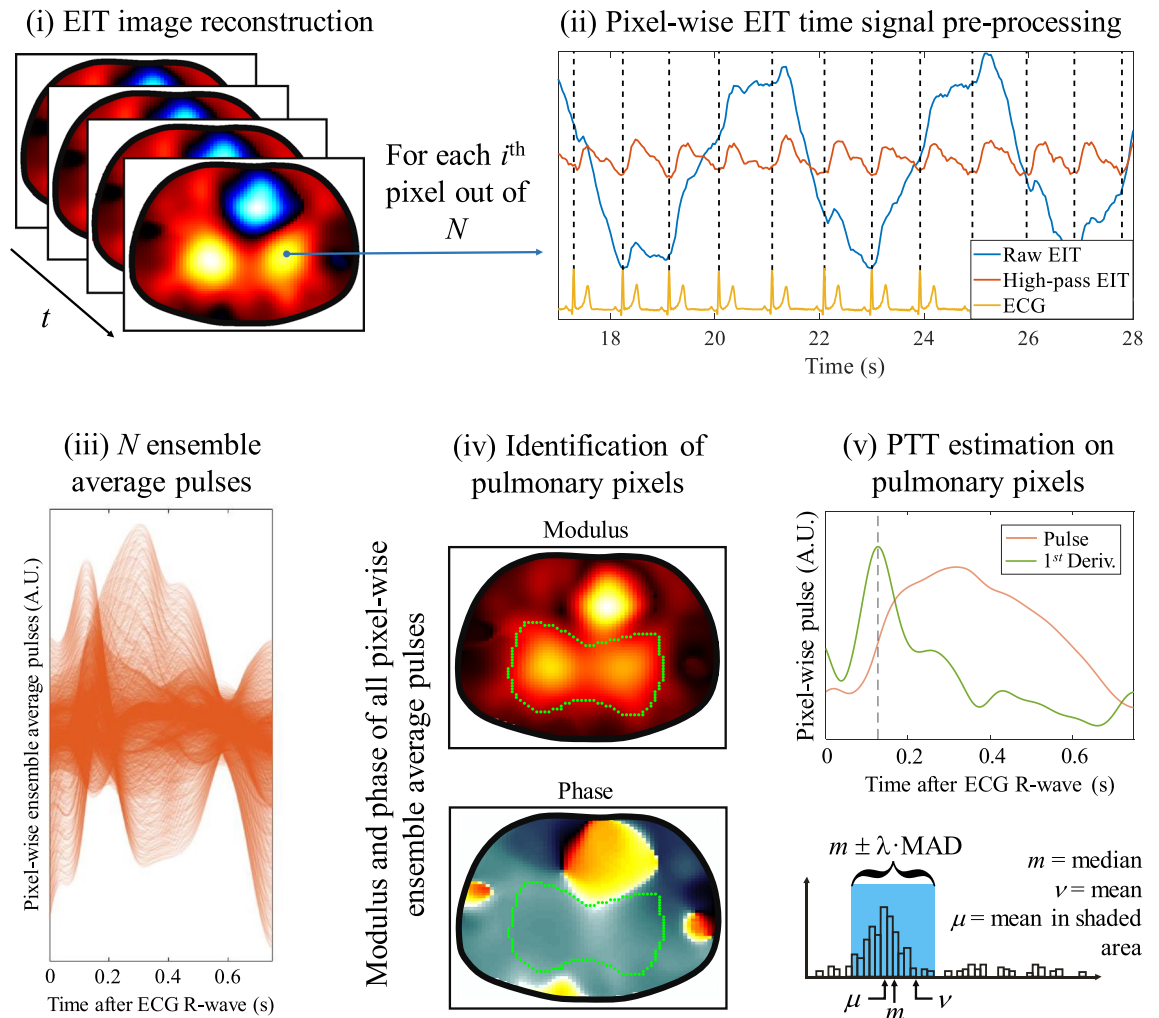 (i) EIT image reconstruction
t
For each i^th
pixel out of
N
(ii) Pixel-wise EIT time signal pre-processing
Raw EIT
High-pass EIT
ECG
18 20 22 24 26 28
Time (s)
(iii) N ensemble
average pulses
Pixel-wise ensemble average pulses (A.U.)
0 0.2 0.4 0.6
Time after ECG R-wave (s)
(iv) Identification of
pulmonary pixels
Modulus and phase of all pixel-wise
ensemble average pulses
Modulus
Phase
(v) PTT estimation on
pulmonary pixels
Pixel-wise pulse (A.U.)
Pulse
1^st Deriv.
0 0.2 0.4 0.6
Time after ECG R-wave (s)
m ± λ·MAD
m = median
ν = mean
μ = mean in shaded
area
μ m ν